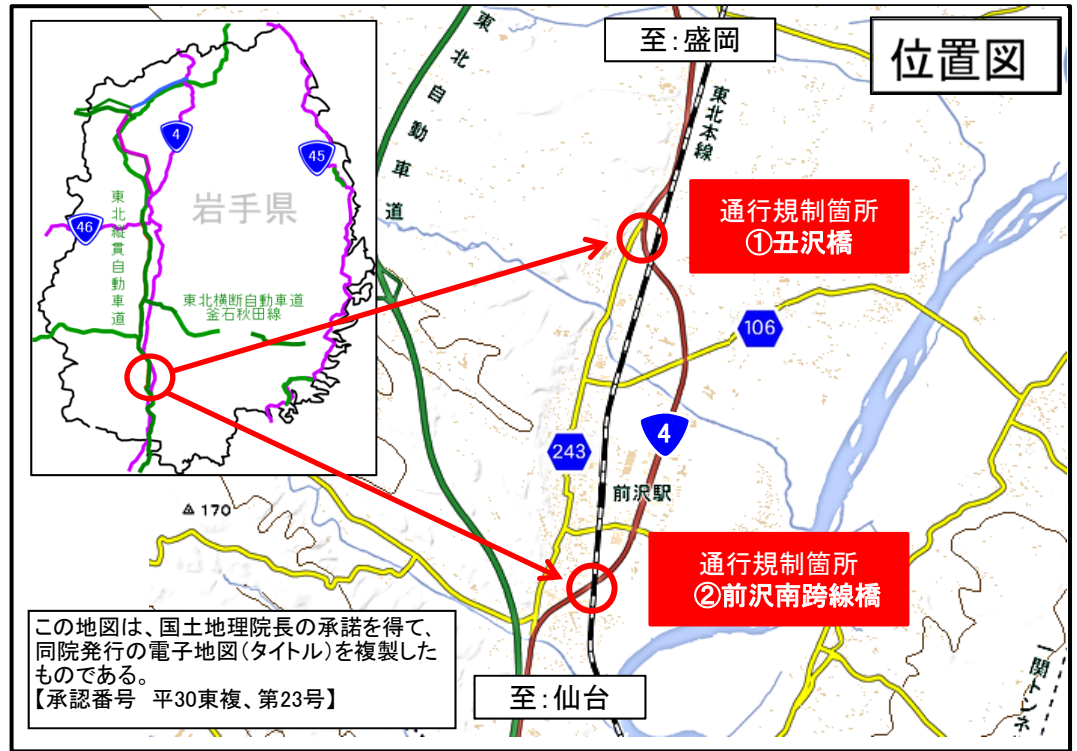 位置図
至:盛岡
東北自動車道
東北本線
4
45
46
岩手県
東北縦貫自動車道
東北横断自動車道
釜石秋田線
通行規制箇所
①丑沢橋
106
4
243
前沢駅
170
通行規制箇所
②前沢南跨線橋
この地図は、国土地理院長の承諾を得て、
同院発行の電子地図(タイトル)を複製した
ものである。
【承認番号 平30東複、第23号】
至:仙台
一関トンネ